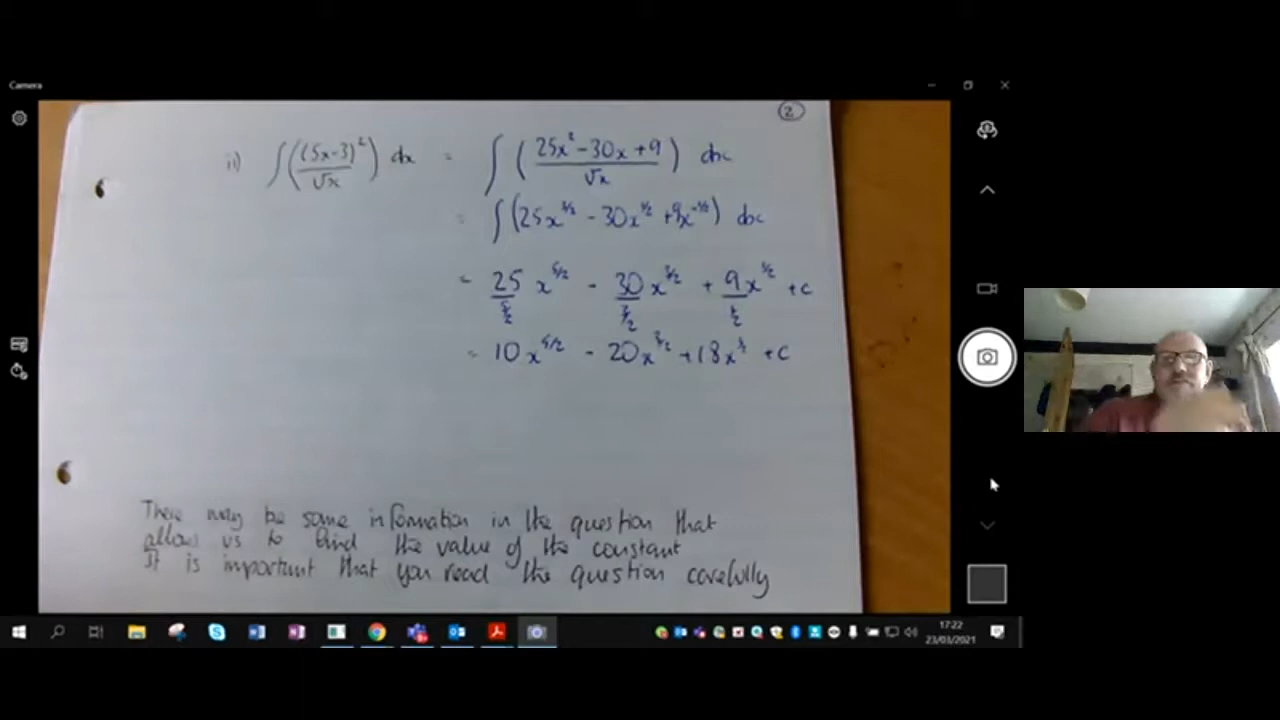 Camera
②
ii) ∫((5x-3)²/√x) dx = ∫(25x²-30x+9/√x) dx
= ∫(25x^3/2 - 30x^1/2 + 9x^-1/2) dx
= 25/(5/2) x^5/2 - 30/(3/2) x^3/2 + 9/(1/2) x^1/2 + c
= 10x^5/2 - 20x^3/2 + 18x^1/2 + c
There may be some information in the question that
allows us to find the value of the constant
It is important that you read the question carefully
17:22
23/03/2021